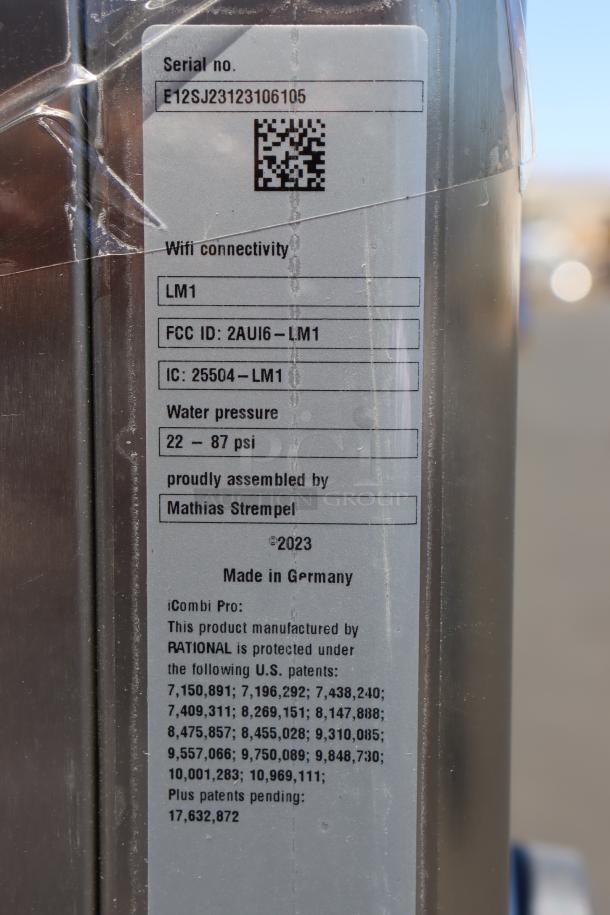 Serial no.
E12SJ23123106105
Wifi connectivity
LM1
FCC ID: 2AUI6-LM1
IC: 25504-LM1
Water pressure
22 - 87 psi
proudly assembled by
AUCTION GROUP
Mathias Strempel
©2023
Made in Germany
iCombi Pro:
This product manufactured by
RATIONAL is protected under
the following U.S. patents:
7,150,891; 7,196,292; 7,438,240;
7,409,311; 8,269,151; 8,147,888;
8,475,857; 8,455,028; 9,310,085;
9,557,066; 9,750,089; 9,848,730;
10,001,283; 10,969,111;
Plus patents pending:
17,632,872